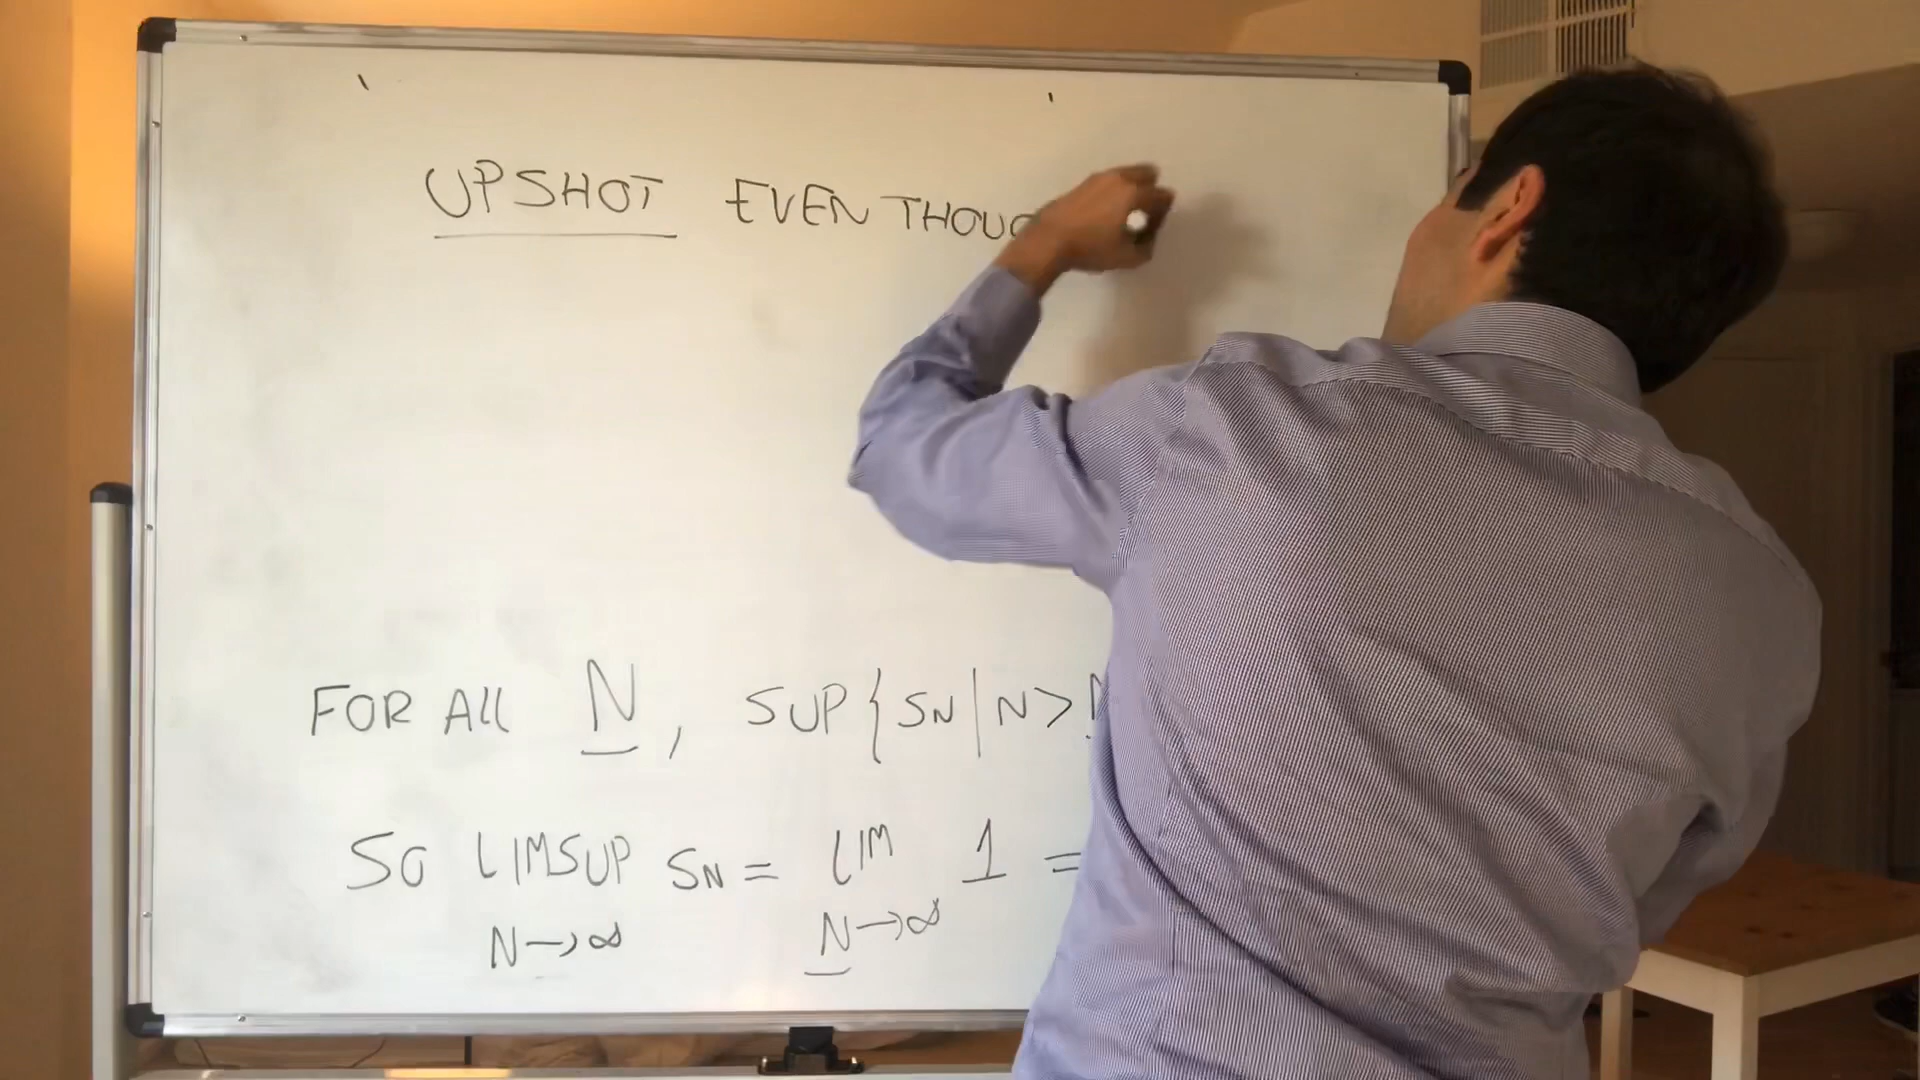 UPSHOT EVEN THOUG
FOR ALL N, SUP{SN|N>N
SO LIMSUP SN = LIM 1 =
N→∞ N→∞